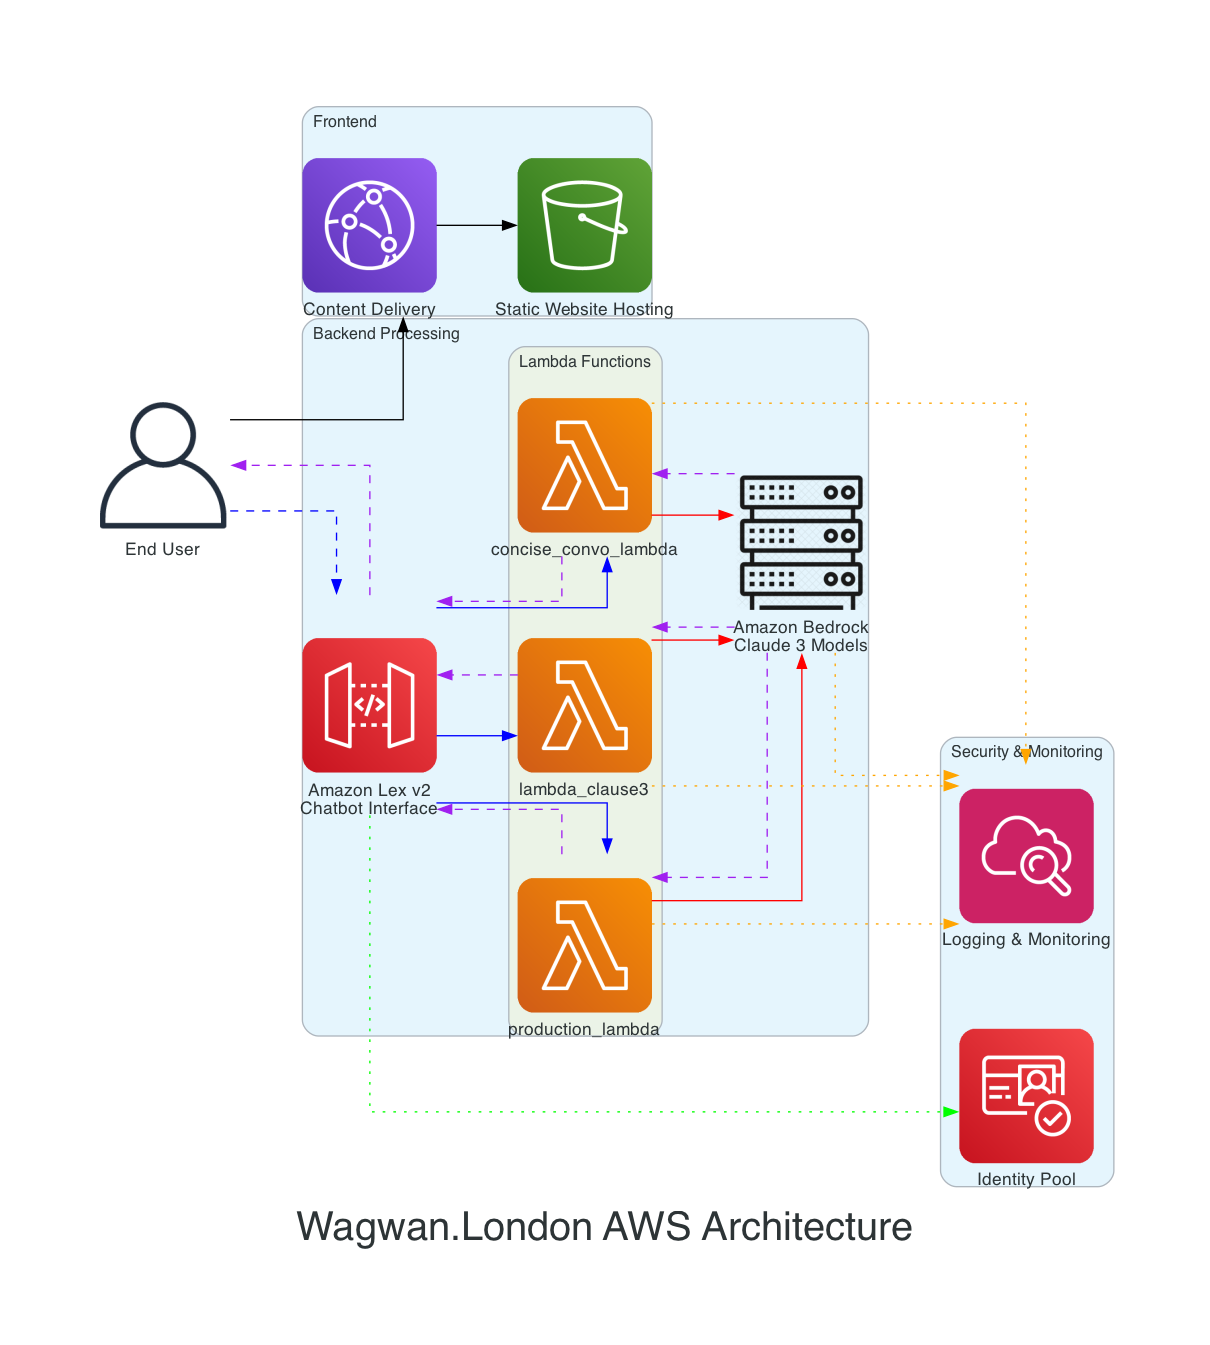 Frontend
Content Delivery
Static Website Hosting
Backend Processing
Lambda Functions
End User
concise_convo_lambda
Amazon Bedrock
Claude 3 Models
Security & Monitoring
</>
Amazon Lex v2
Chatbot Interface
lambda_clause3
Logging & Monitoring
production_lambda
Identity Pool
Wagwan.London AWS Architecture